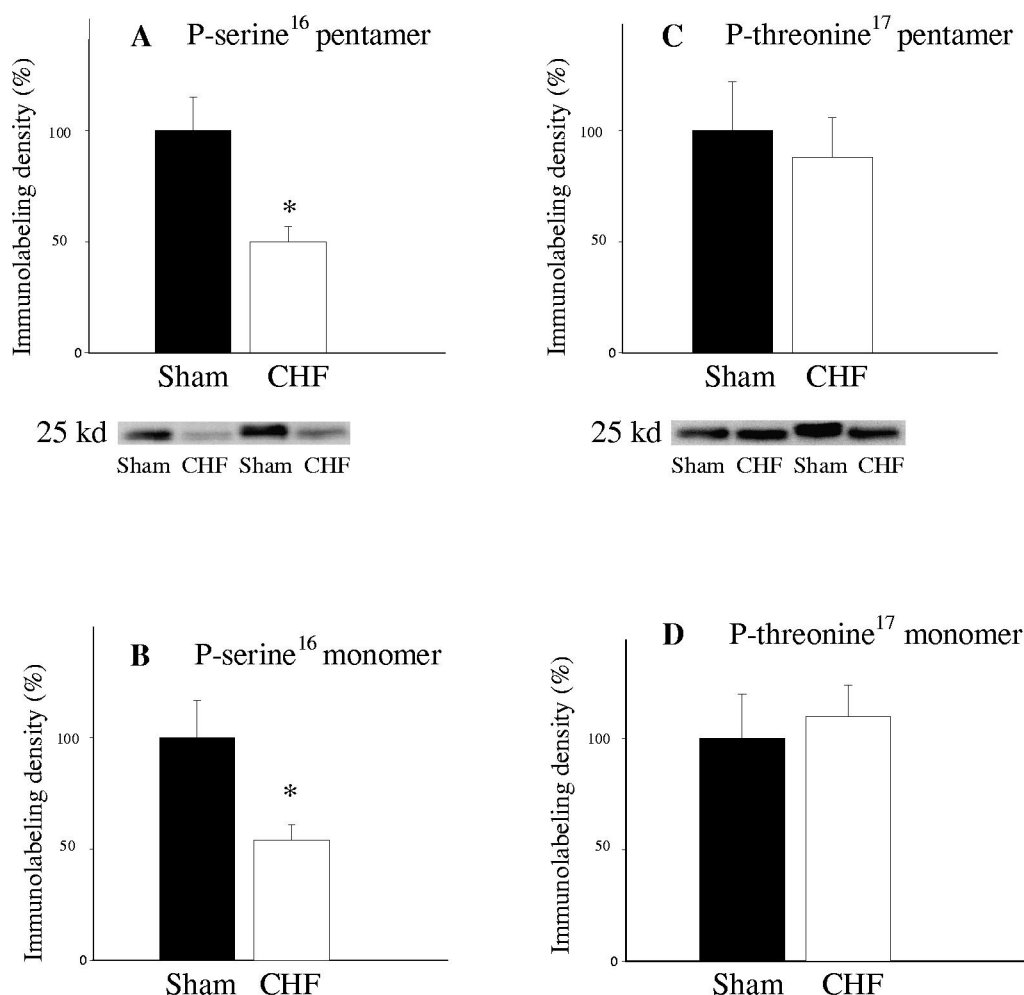 A P-serine16 pentamer
Immunolabeling density (%)
100
50
0
*
Sham CHF
25 kd
Sham CHF Sham CHF
C P-threonine17 pentamer
Immunolabeling density (%)
100
50
0
Sham CHF
25 kd
Sham CHF Sham CHF
B P-serine16 monomer
Immunolabeling density (%)
100
50
0
*
Sham CHF
D P-threonine17 monomer
Immunolabeling density (%)
100
50
0
Sham CHF